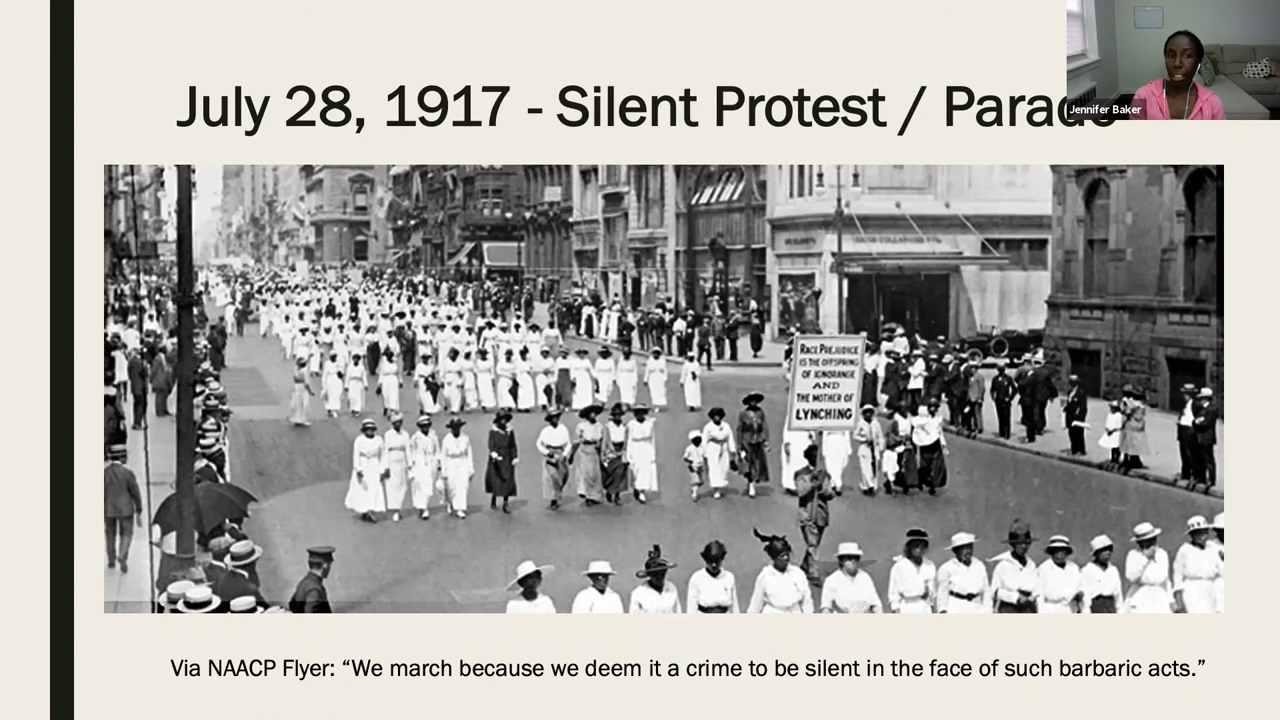 July 28, 1917 - Silent Protest / Parade
Jennifer Baker
RACE PREJUDICE
IS THE OFFSPRING
OF IGNORANCE
AND
THE MOTHER OF
LYNCHING
Via NAACP Flyer: “We march because we deem it a crime to be silent in the face of such barbaric acts.”